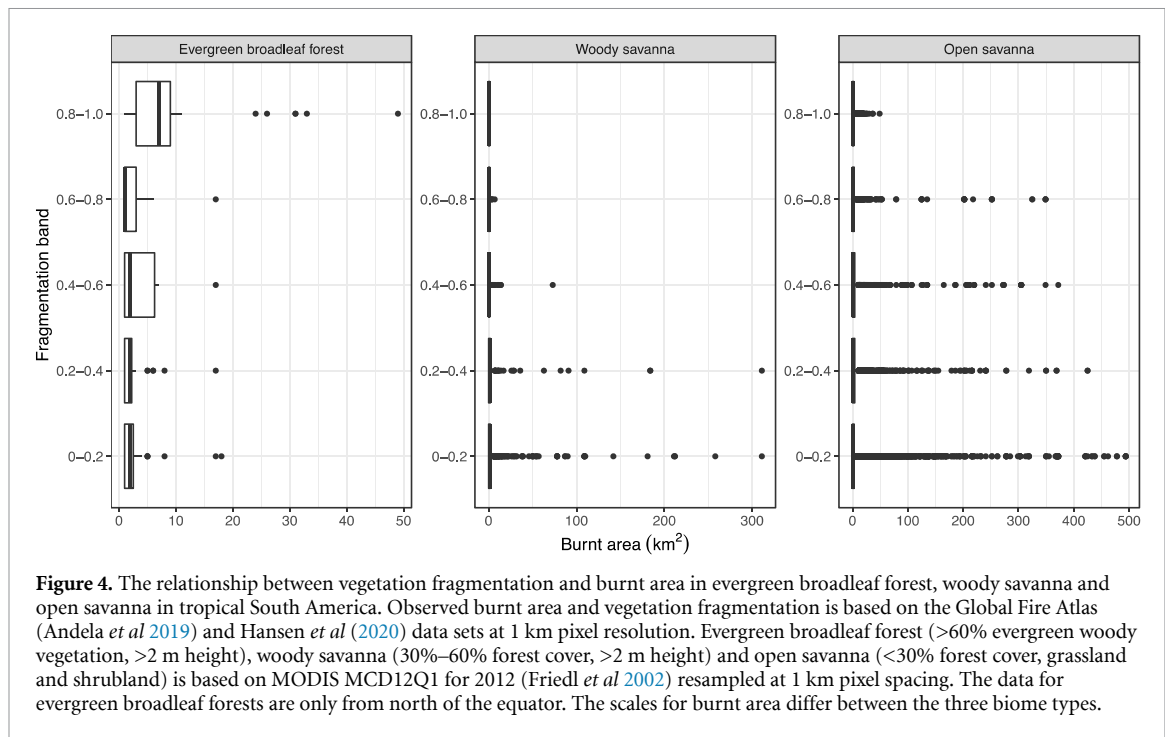 Evergreen broadleaf forest
Woody savanna
Open savanna
Fragmentation band
0.8–1.0
0.6–0.8
0.4–0.6
0.2–0.4
0–0.2
0.8–1.0
0.6–0.8
0.4–0.6
0.2–0.4
0–0.2
0.8–1.0
0.6–0.8
0.4–0.6
0.2–0.4
0–0.2
0 10 20 30 40 50
0 100 200 300
0 100 200 300 400 500
Burnt area (km²)
Figure 4. The relationship between vegetation fragmentation and burnt area in evergreen broadleaf forest, woody savanna and
open savanna in tropical South America. Observed burnt area and vegetation fragmentation is based on the Global Fire Atlas
(Andela et al 2019) and Hansen et al (2020) data sets at 1 km pixel resolution. Evergreen broadleaf forest (>60% evergreen woody
vegetation, >2 m height), woody savanna (30%–60% forest cover, >2 m height) and open savanna (<30% forest cover, grassland
and shrubland) is based on MODIS MCD12Q1 for 2012 (Friedl et al 2002) resampled at 1 km pixel spacing. The data for
evergreen broadleaf forests are only from north of the equator. The scales for burnt area differ between the three biome types.